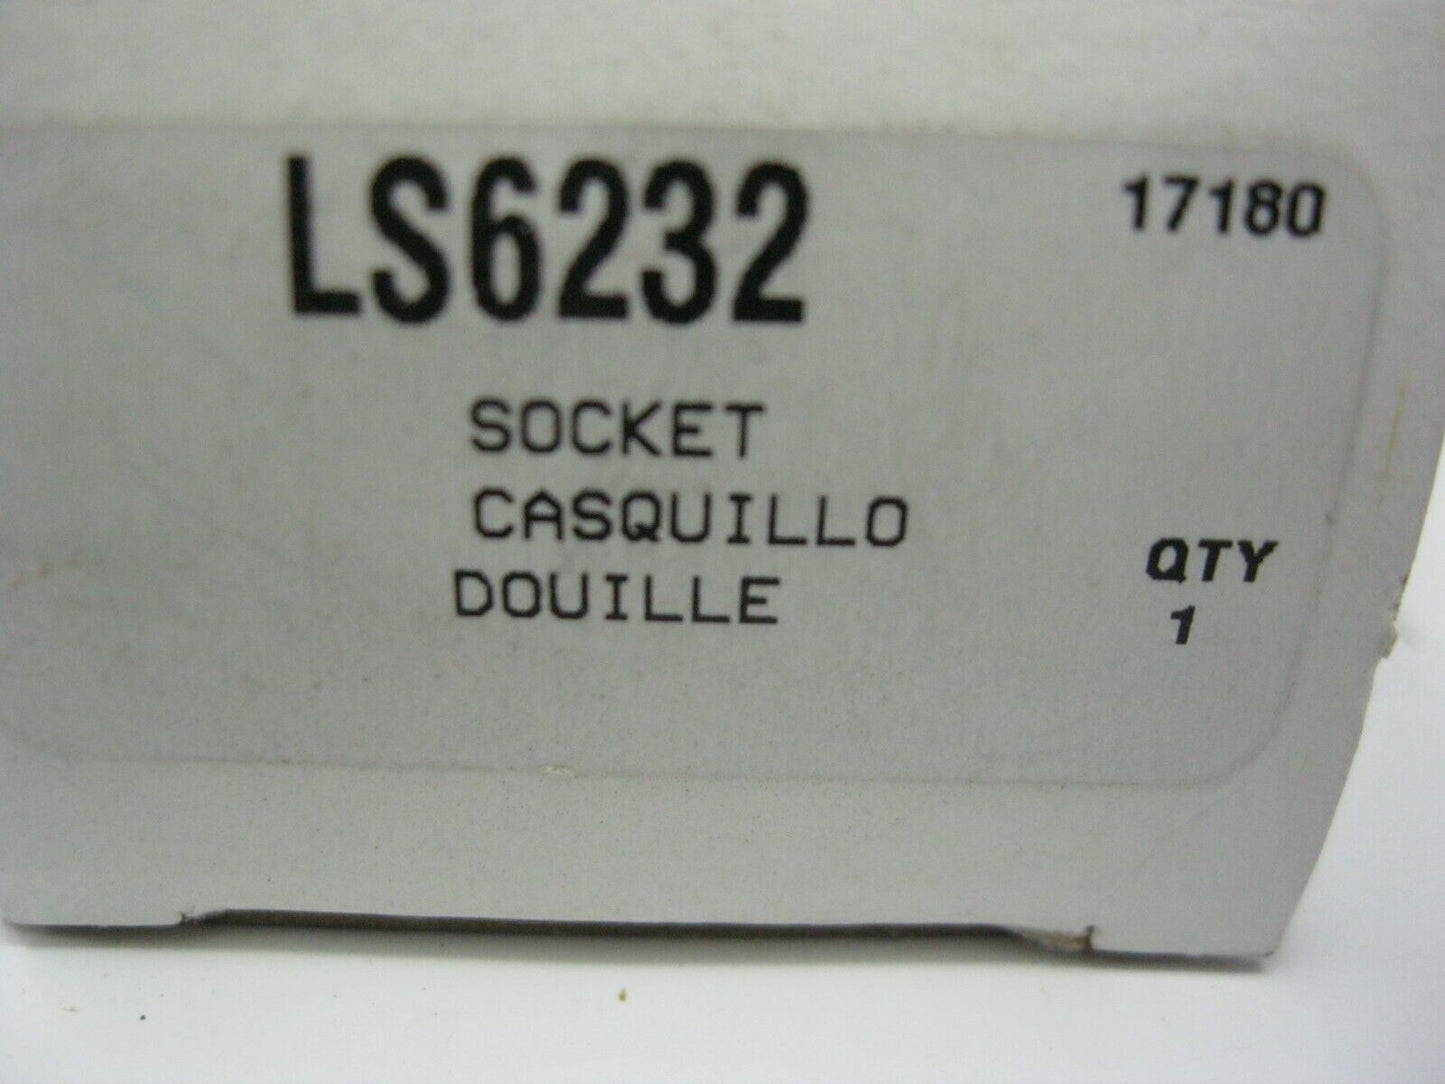 LS6232
17180
SOCKET
CASQUILLO
DOUILLE
QTY
1